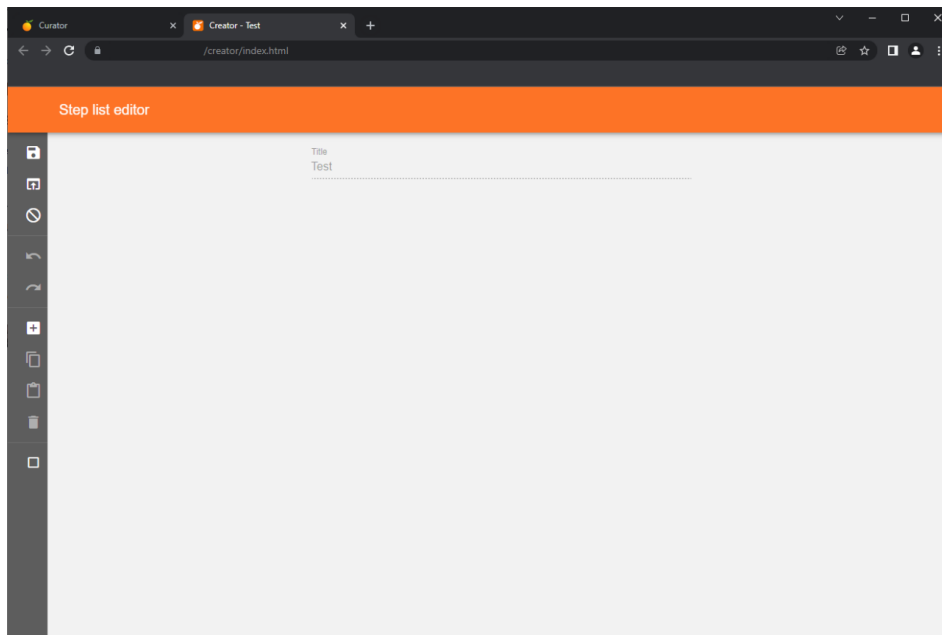 Curator
Creator - Test
/creator/index.html
Step list editor
Title
Test